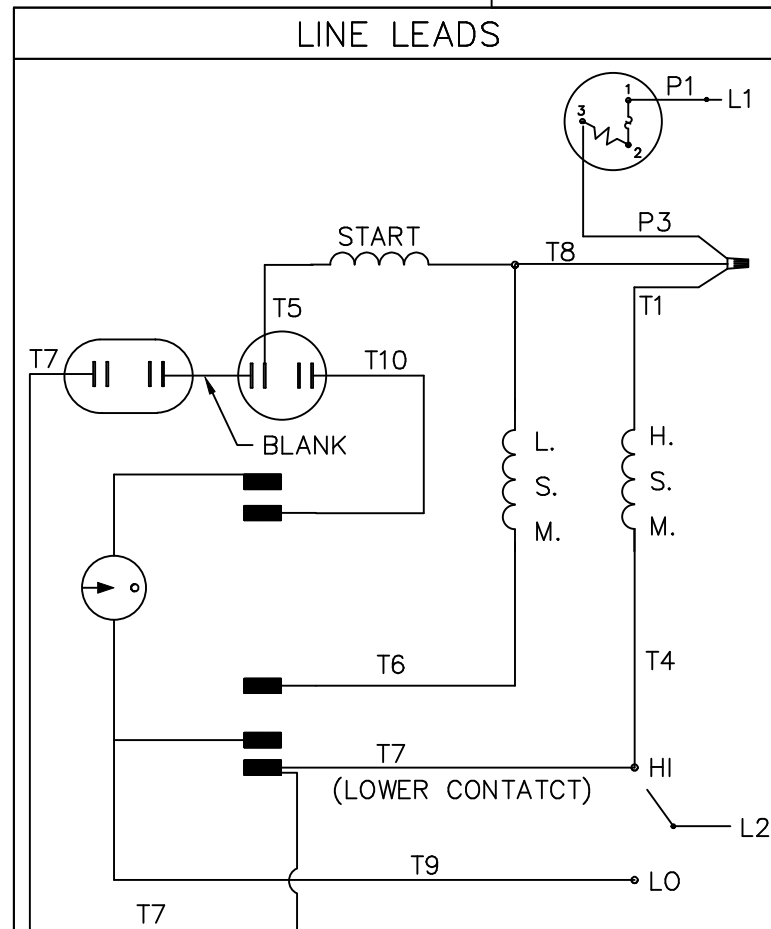 LINE LEADS
P1
L1
1
3
2
P3
START
T8
T5
T1
T7
T10
BLANK
L.
S.
M.
H.
S.
M.
T6
T4
T7
HI
(LOWER CONTATCT)
L2
T9
LO
T7